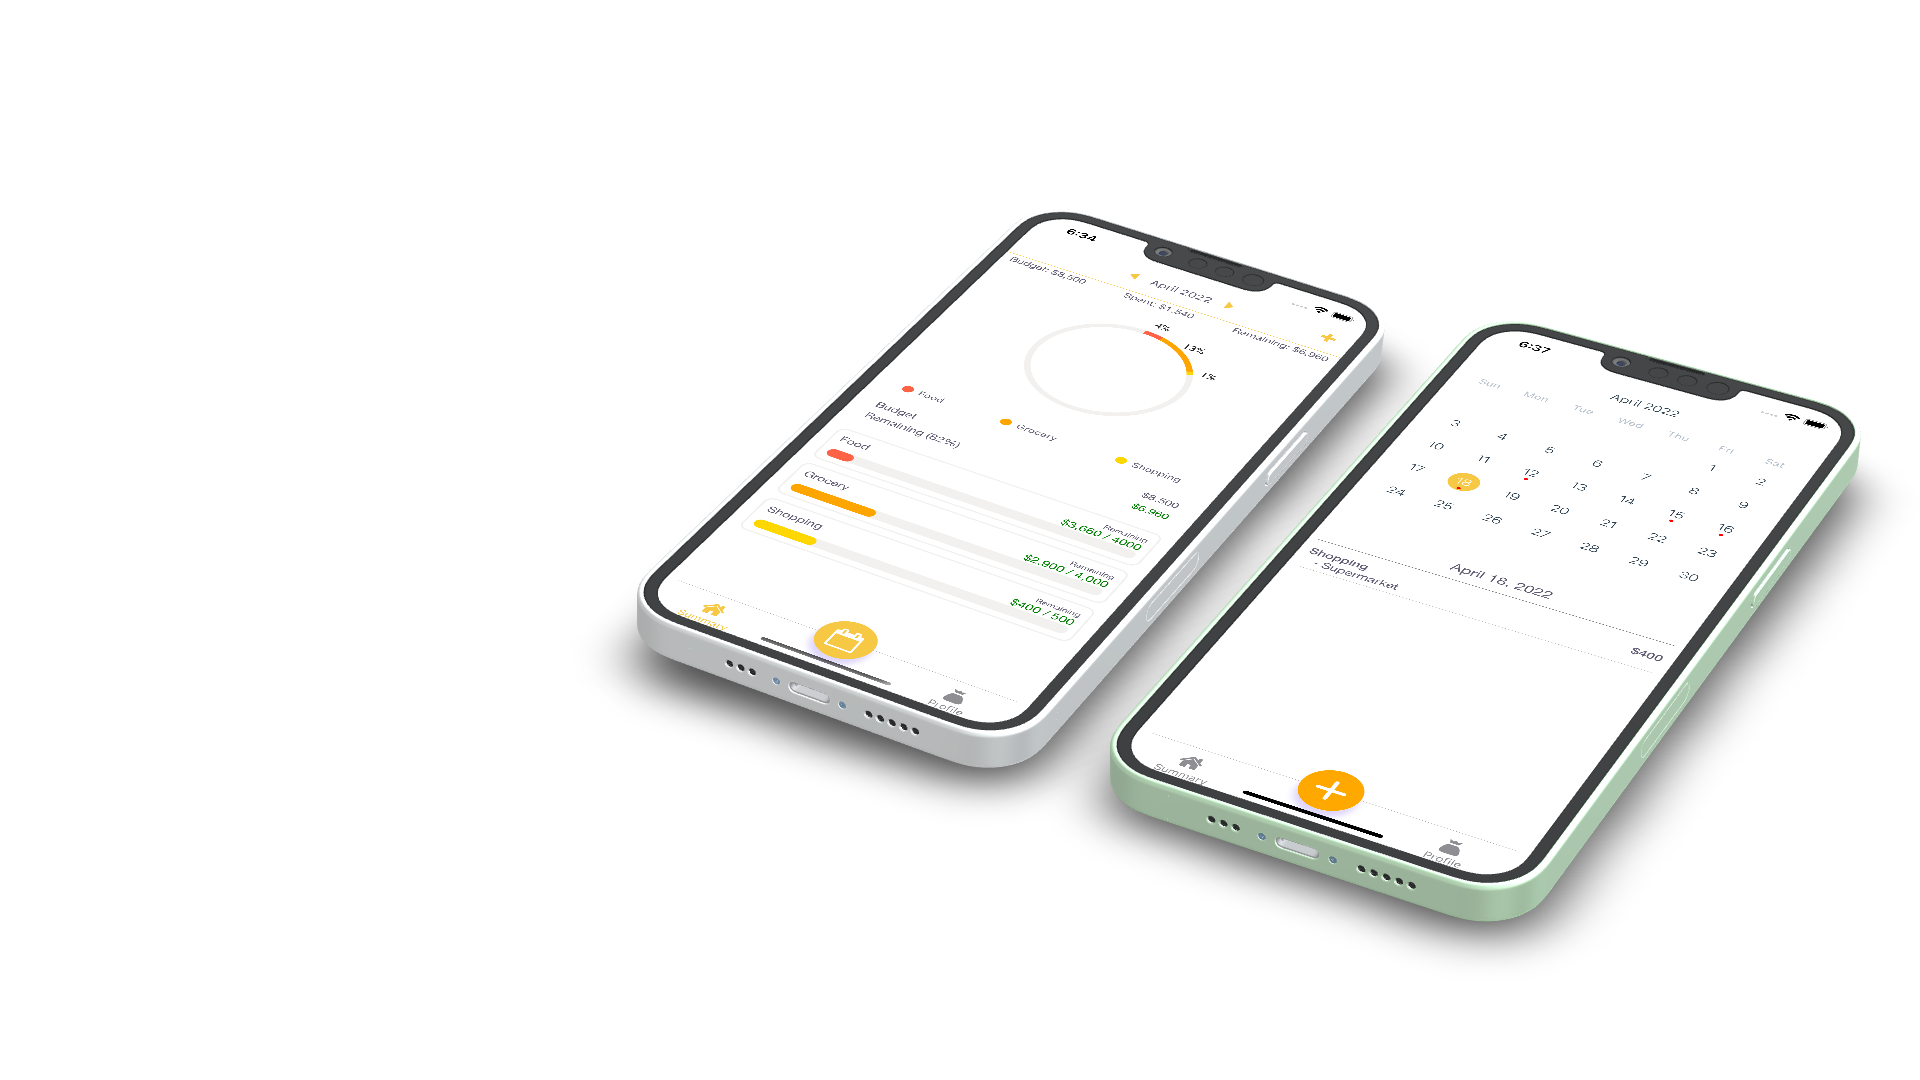 6:34
April 2022
Budget: $8,500
Spent: $1,540
Remaining: $6,960
4%
13%
1%
Food
Grocery
Shopping
Budget
$8,500
Remaining (82%)
$6,960
Food
Remaining
$3,660 / 4000
Grocery
Remaining
$2,900 / 4,000
Shopping
Remaining
$400 / 500
Summary
Profile
6:37
April 2022
Sun Mon Tue Wed Thu Fri Sat
1 2
3 4 5 6 7 8 9
10 11 12 13 14 15 16
17 18 19 20 21 22 23
24 25 26 27 28 29 30
April 18, 2022
Shopping
- Supermarket
$400
Summary
Profile